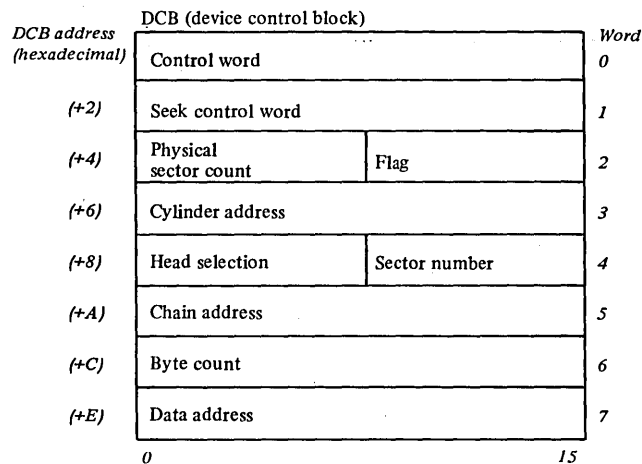 DCB (device control block)
DCB address
(hexadecimal)
Word
Control word
0
(+2)
Seek control word
1
(+4)
Physical
sector count
Flag
2
(+6)
Cylinder address
3
(+8)
Head selection
Sector number
4
(+A)
Chain address
5
(+C)
Byte count
6
(+E)
Data address
7
0
15